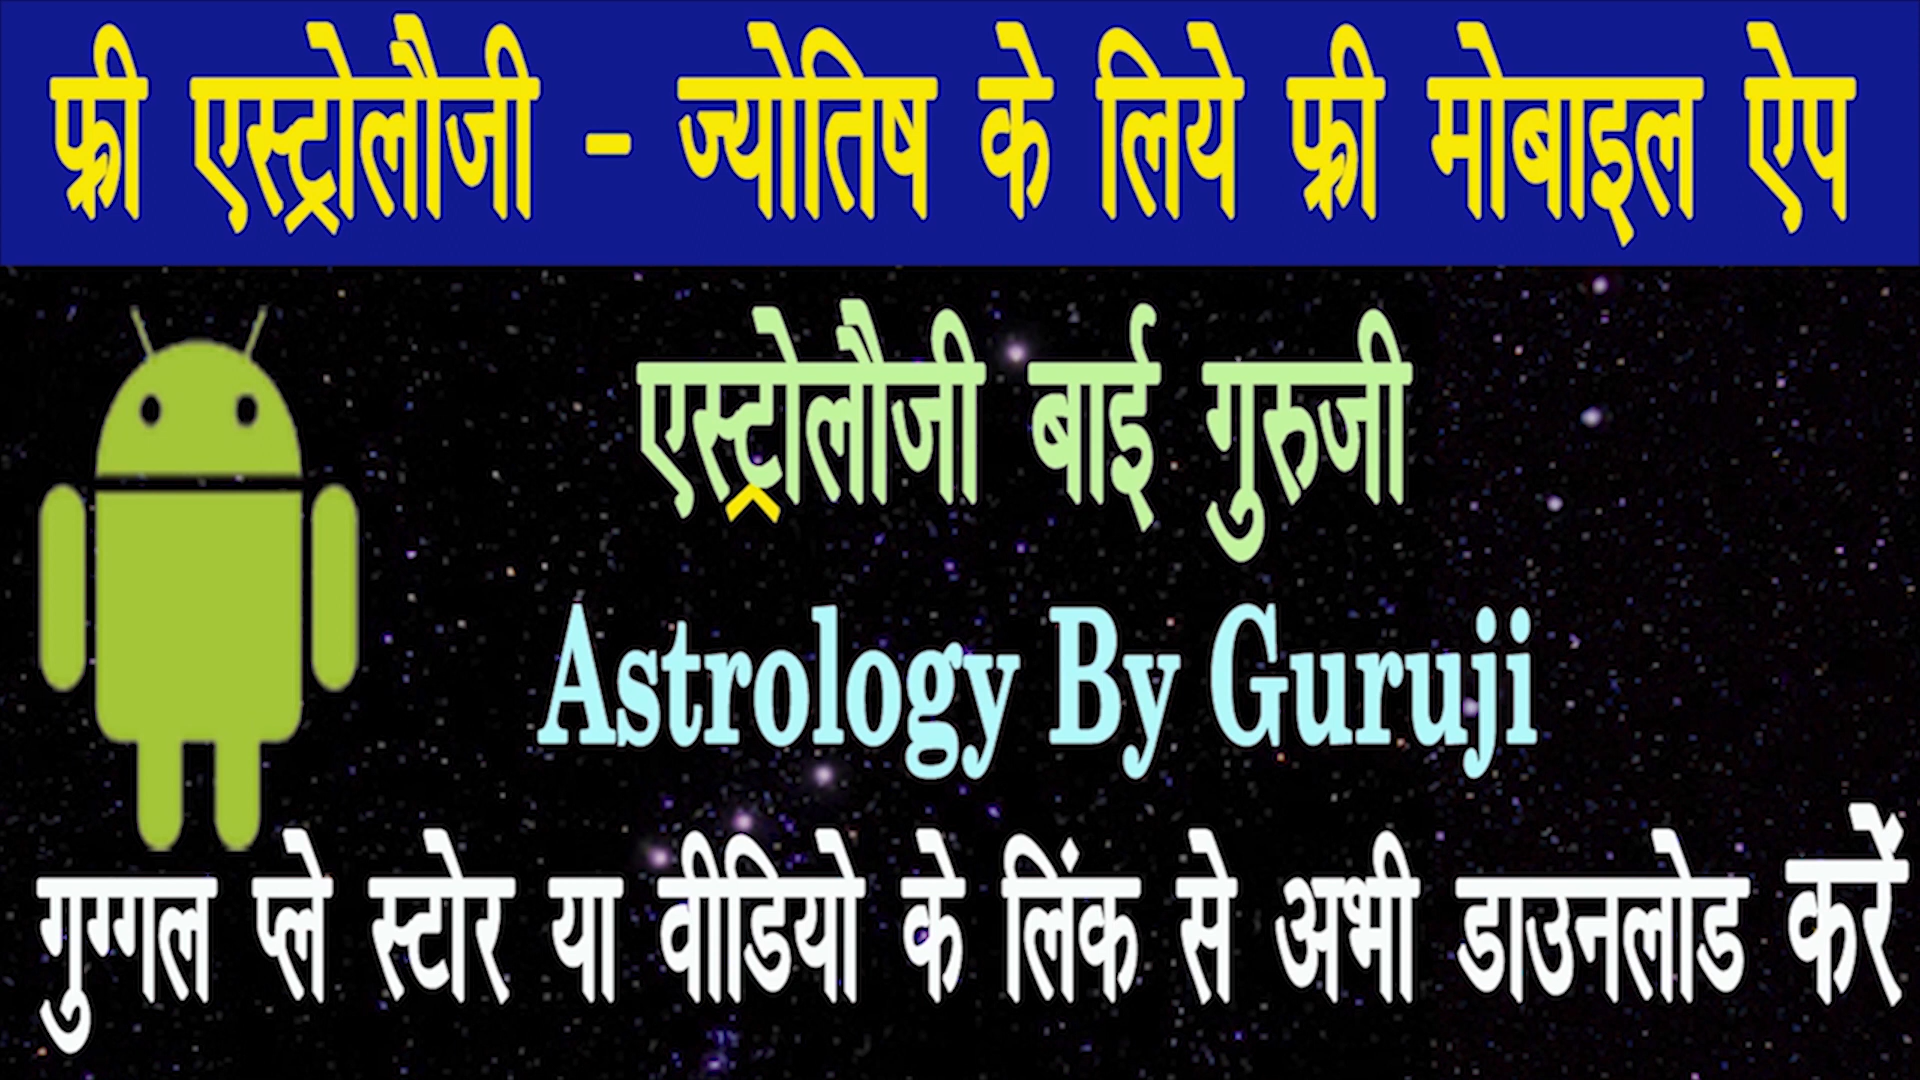 फ्री एस्ट्रोलौजी - ज्योतिष के लिये फ्री मोबाइल ऐप
एस्ट्रोलौजी बाई गुरुजी
Astrology By Guruji
गुग्गल प्ले स्टोर या वीडियो के लिंक से अभी डाउनलोड करें